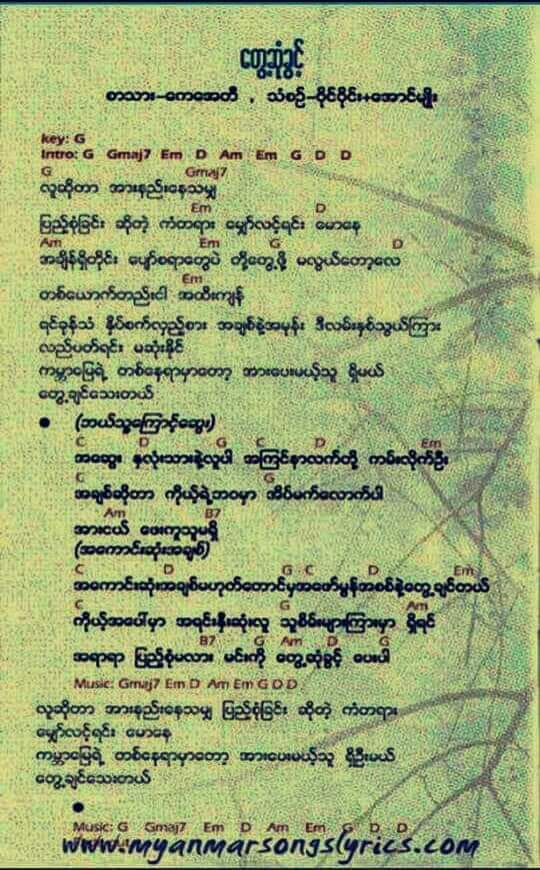 တွေ့ဆုံခွင့်
စာသား-ကေအေတီ , သံစဉ်-ဝိုင်ဝိုင်း+အောင်မျိုး
key: G
Intro: G Gmaj7 Em D Am Em G D D
G Gmaj7
လူဆိုတာ အားနည်းနေသမျှ
Em D
ပြည့်စုံခြင်း ဆိုတဲ့ ကံတရား မျှော်လင့်ရင်း မောနေ
Am Em G D
အချိန်ရှိတိုင်း ပျော်စရာတွေပဲ တို့တွေ့ဖို့ မလွယ်တော့လေ
Em
တစ်ယောက်တည်းငါ အထီးကျန်
ရင်ခုန်သံ နှိပ်စက်လှည့်စား အချစ်နဲ့အမုန်း ဒီလမ်းနှစ်သွယ်ကြား
လည်ပတ်ရင်း မဆုံးနိုင်
ကမ္ဘာမြေရဲ့ တစ်နေရာမှာတော့ အားပေးမယ့်သူ ရှိမယ်
တွေ့ချင်သေးတယ်
● (ဘယ်သူ့ကြောင့်ဆွေး)
C D G C D Em
အဆွေး နှလုံးသားနဲ့လူပါ အကြင်နာလက်တို့ ကမ်းလိုက်ဦး
C G
အချစ်ဆိုတာ ကိုယ့်ရဲ့ဘဝမှာ အိပ်မက်လောက်ပါ
Am B7
အားငယ် ဖေးကူသူမရှိ
(အကောင်းဆုံးအချစ်)
C D G C D Em
အကောင်းဆုံးအချစ်မဟုတ်တောင်မှအဖော်မွန်အစစ်နဲ့တွေ့ချင်တယ်
C G Am
ကိုယ့်အပေါ်မှာ အရင်းနှီးဆုံးလူ သူစိမ်းများကြားမှာ ရှိရင်
B7 G Am D G
အရာရာ ပြည့်စုံမလား မင်းကို တွေ့ဆုံခွင့် ပေးပါ
Music: Gmaj7 Em D Am Em G D D
လူဆိုတာ အားနည်းနေသမျှ ပြည့်စုံခြင်း ဆိုတဲ့ ကံတရား
မျှော်လင့်ရင်း မောနေ
ကမ္ဘာမြေရဲ့ တစ်နေရာမှာတော့ အားပေးမယ့်သူ ရှိဦးမယ်
တွေ့ချင်သေးတယ်
●
Music: G Gmaj7 Em D Am Em G D D
www.myanmarsongslyrics.com